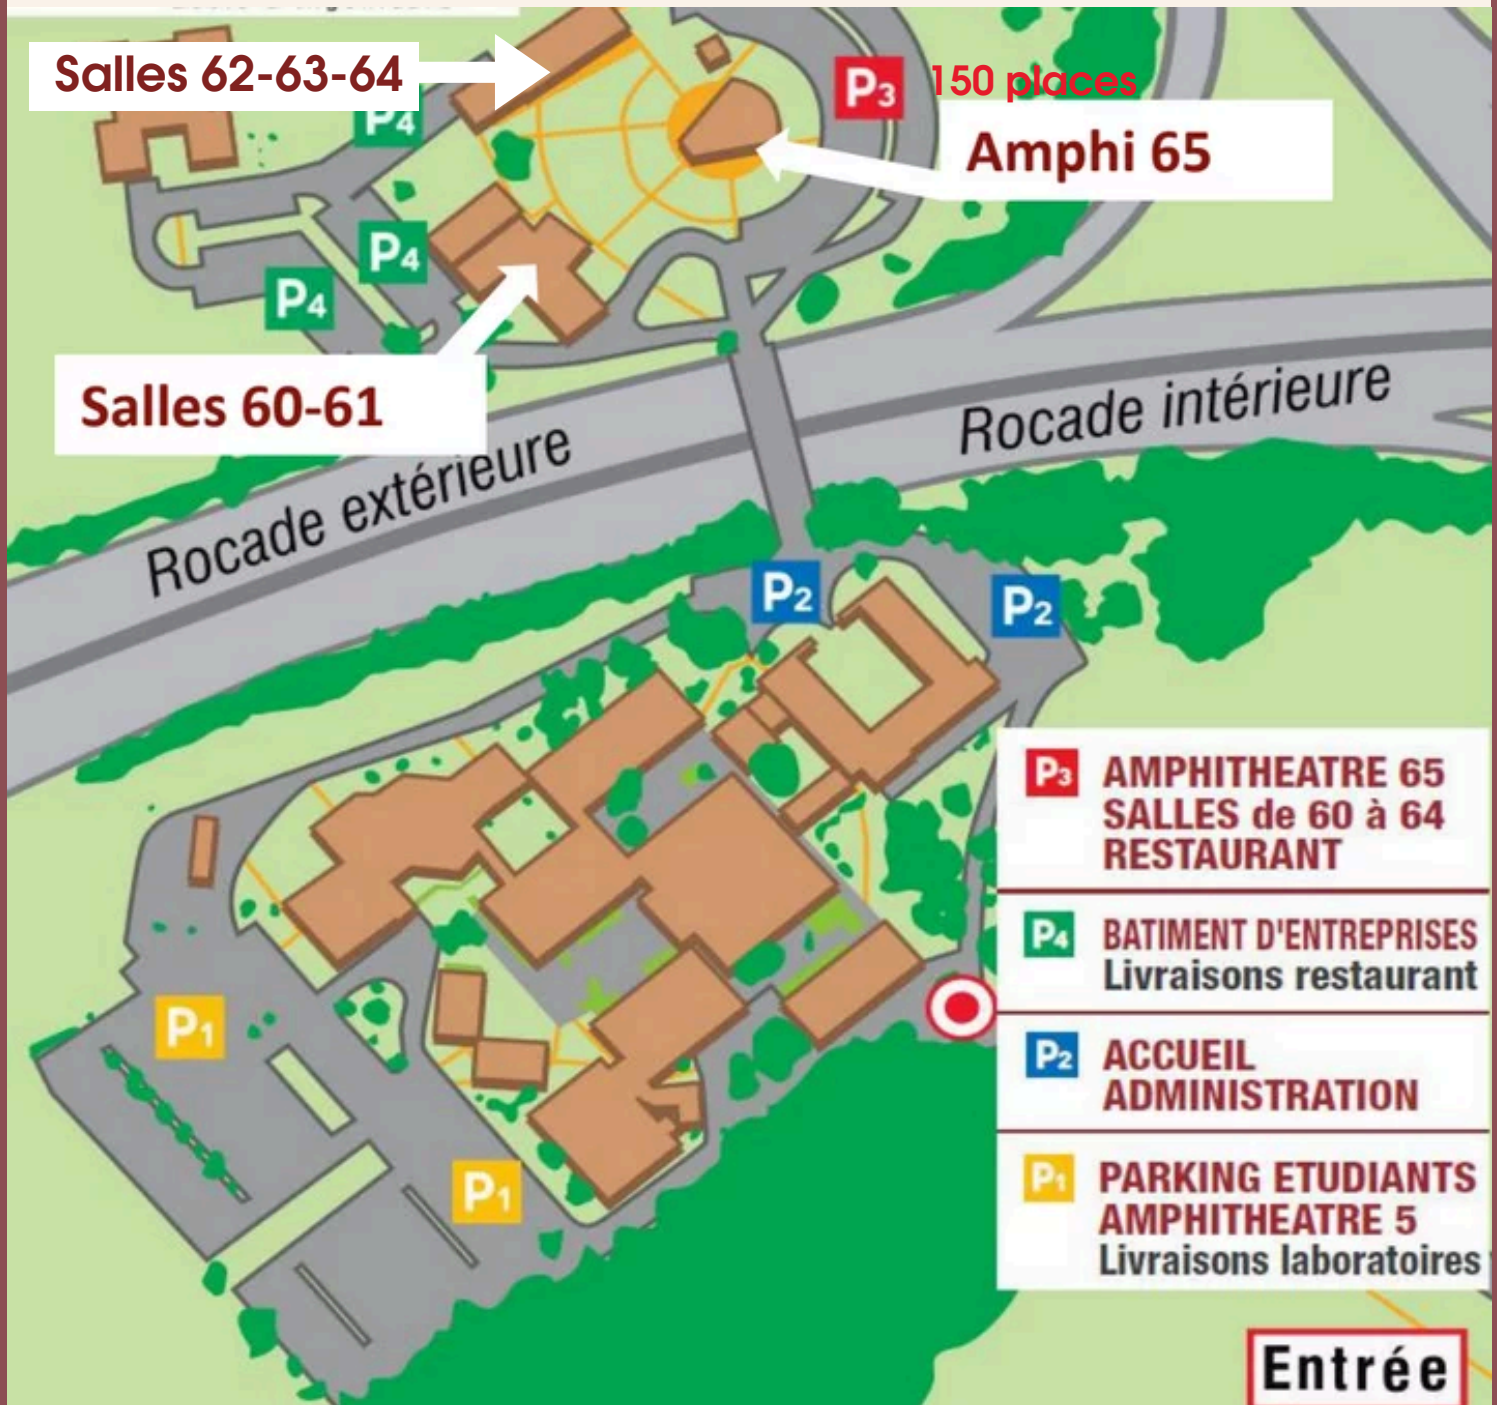 Salles 62-63-64
P4
P3
150 places
Amphi 65
P4
P4
Salles 60-61
Rocade intérieure
Rocade extérieure
P2
P2
P3 AMPHITHEATRE 65
SALLES de 60 à 64
RESTAURANT
P4 BATIMENT D'ENTREPRISES
Livraisons restaurant
P1
P2 ACCUEIL
ADMINISTRATION
P1
P1 PARKING ETUDIANTS
AMPHITHEATRE 5
Livraisons laboratoires
Entrée